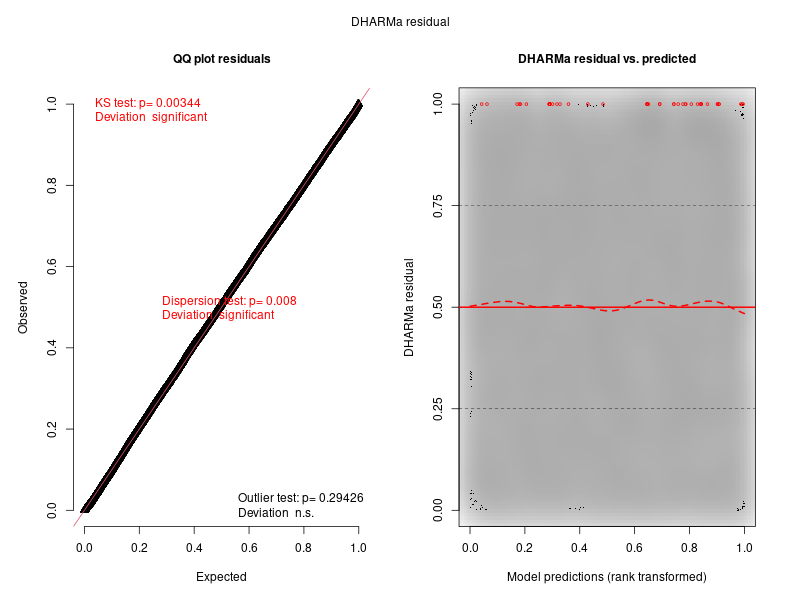 DHARMa residual
QQ plot residuals
KS test: p= 0.00344
Deviation significant
Dispersion test: p= 0.008
Deviation significant
Outlier test: p= 0.29426
Deviation n.s.
0.0 0.2 0.4 0.6 0.8 1.0
Observed
0.0 0.2 0.4 0.6 0.8 1.0
Expected
DHARMa residual vs. predicted
0.00 0.25 0.50 0.75 1.00
DHARMa residual
0.0 0.2 0.4 0.6 0.8 1.0
Model predictions (rank transformed)